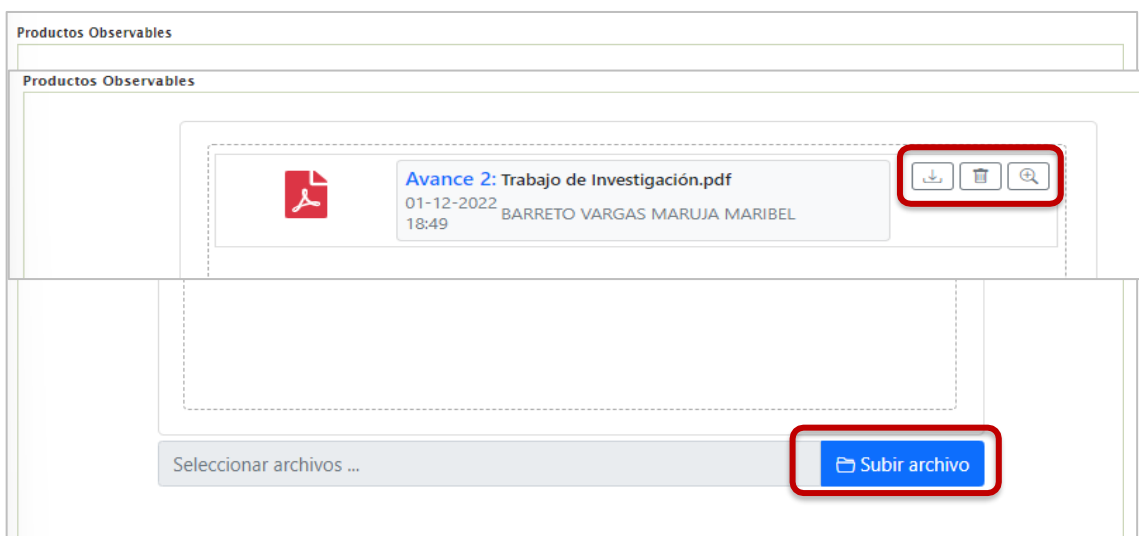 Productos Observables
Productos Observables
Avance 2: Trabajo de Investigación.pdf
01-12-2022
18:49
BARRETO VARGAS MARUJA MARIBEL
Seleccionar archivos ...
Subir archivo